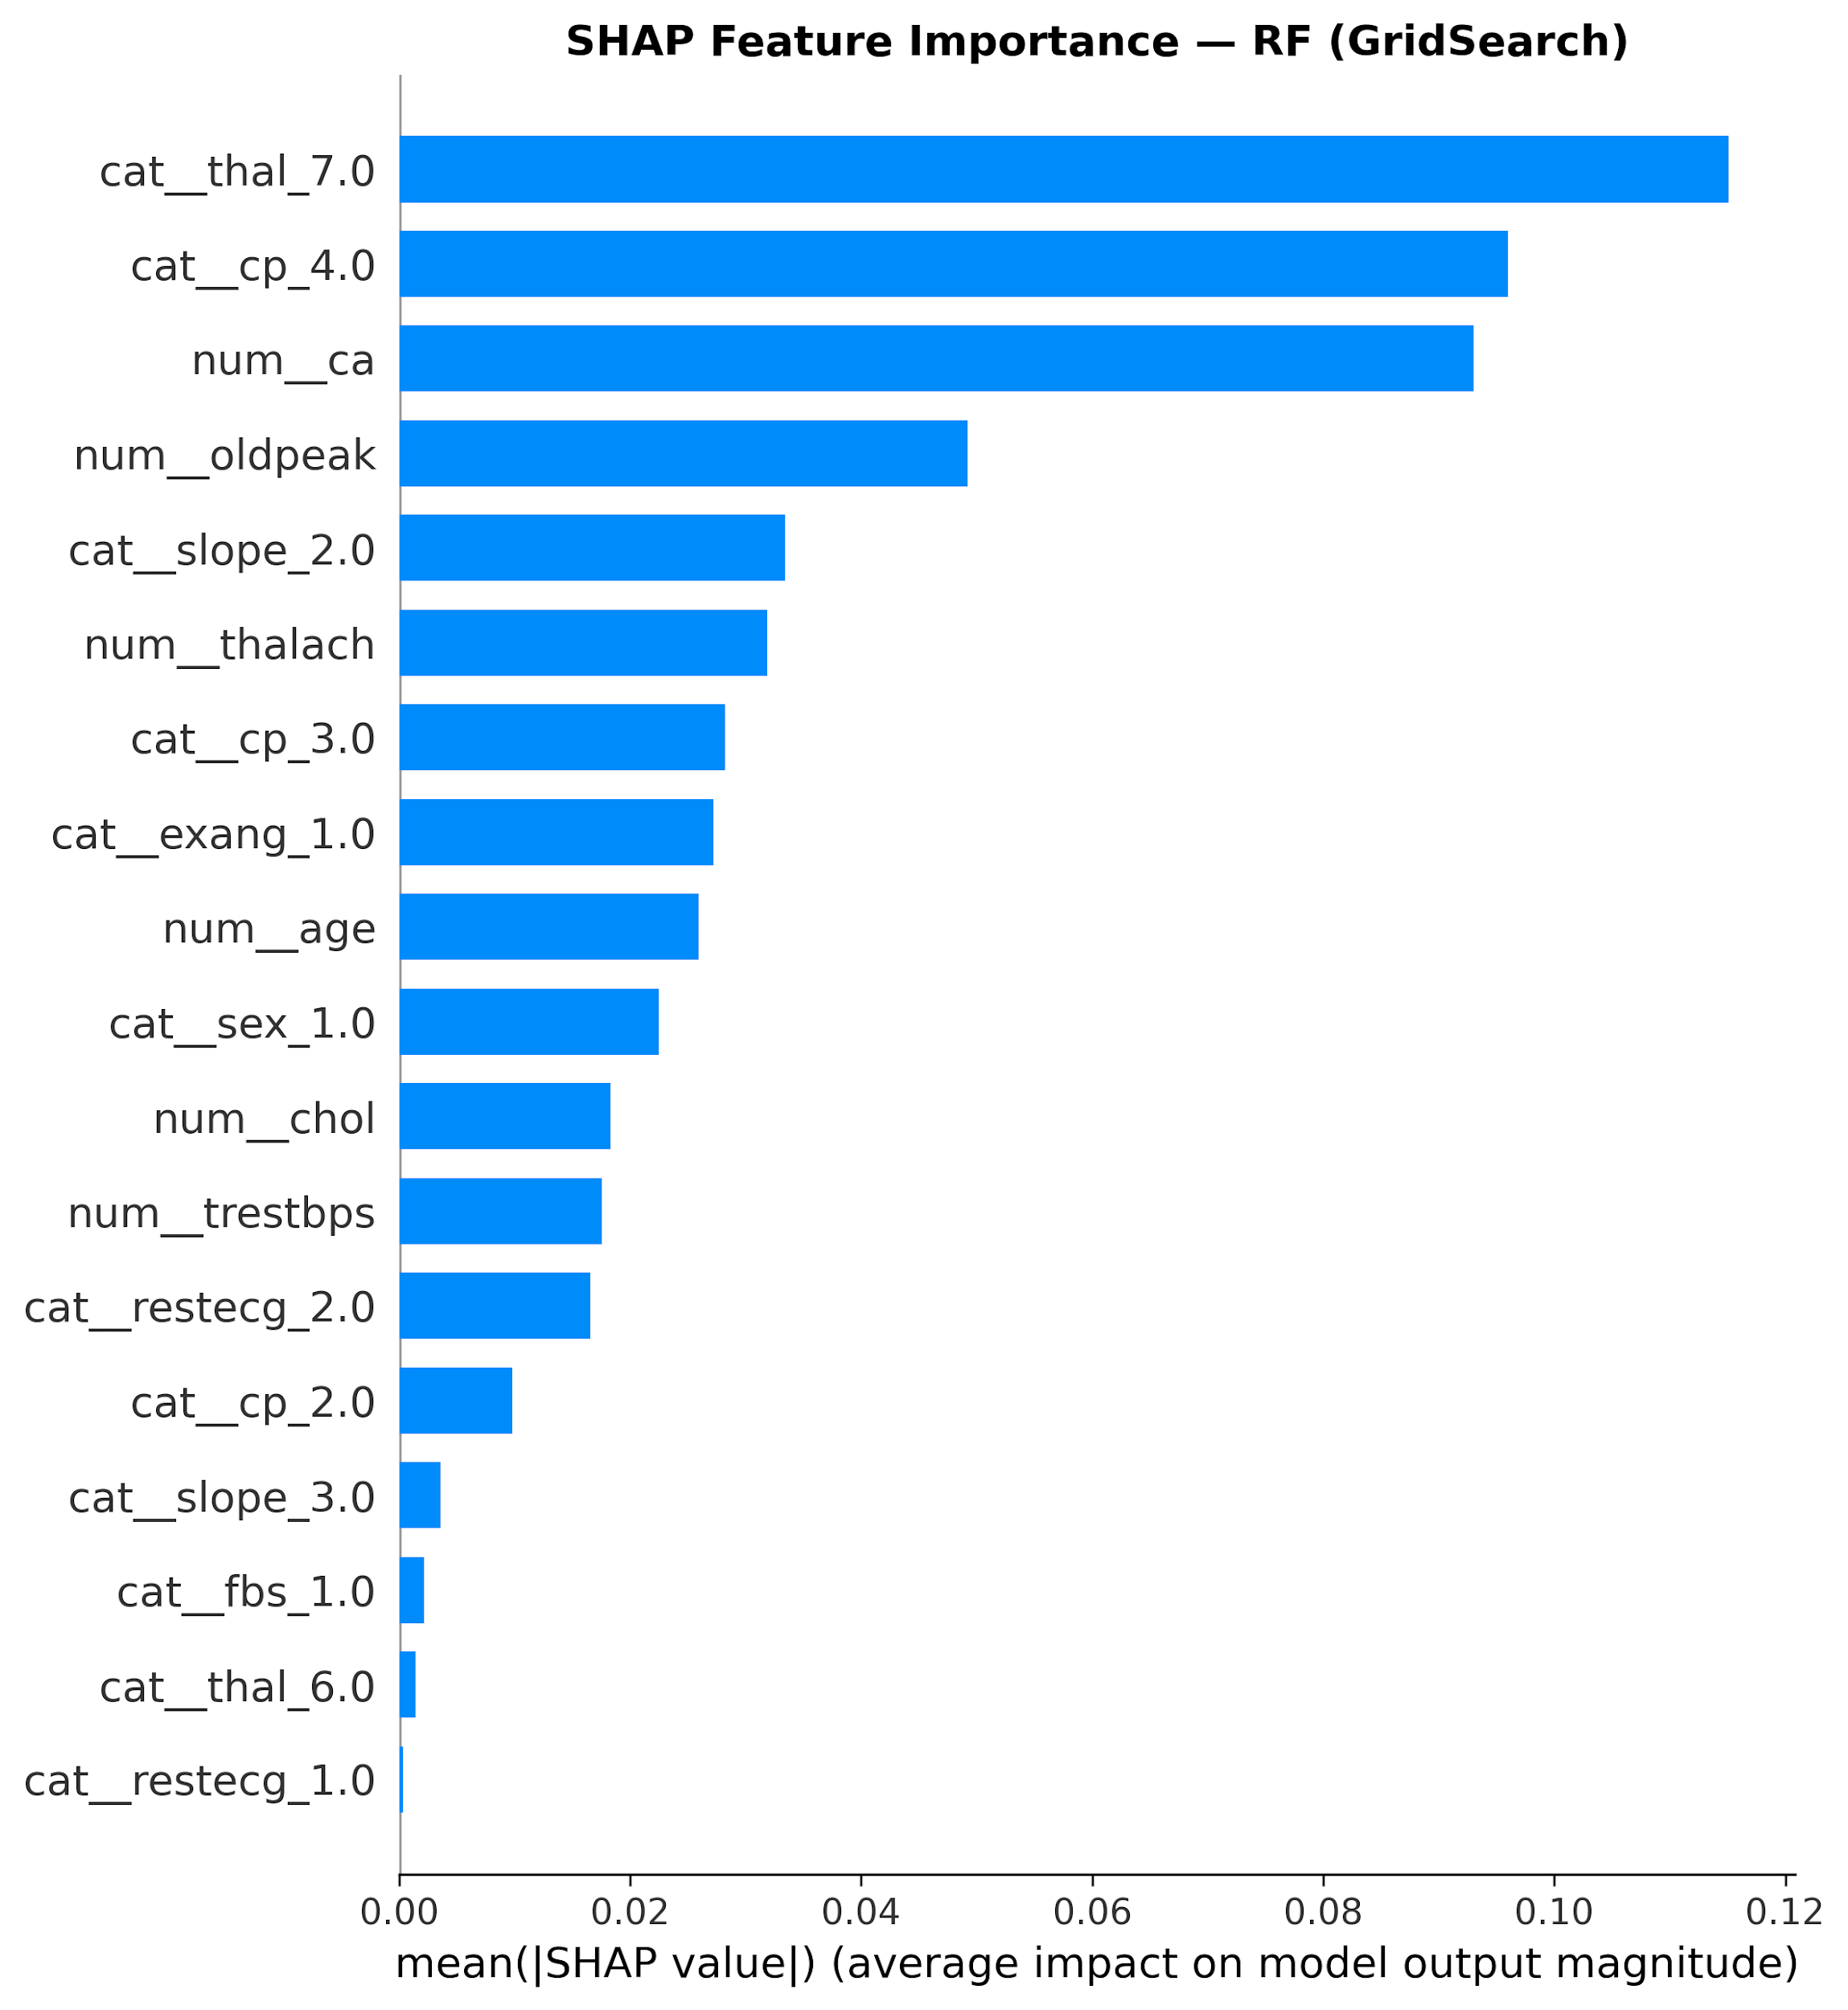 SHAP Feature Importance — RF (GridSearch)
cat__thal_7.0
cat__cp_4.0
num__ca
num__oldpeak
cat__slope_2.0
num__thalach
cat__cp_3.0
cat__exang_1.0
num__age
cat__sex_1.0
num__chol
num__trestbps
cat__restecg_2.0
cat__cp_2.0
cat__slope_3.0
cat__fbs_1.0
cat__thal_6.0
cat__restecg_1.0
0.00 0.02 0.04 0.06 0.08 0.10 0.12
mean(|SHAP value|) (average impact on model output magnitude)